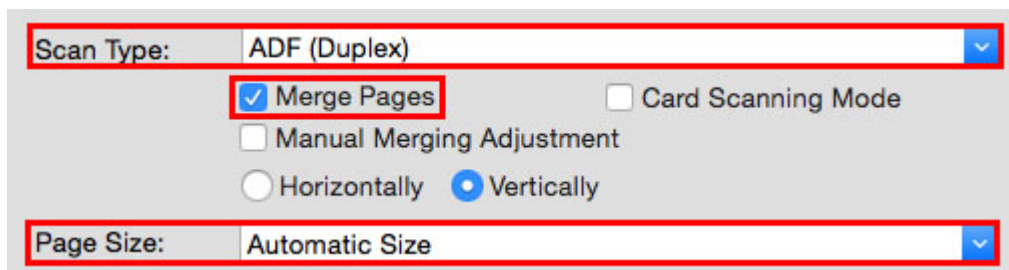 Scan Type: ADF (Duplex)
Merge Pages Card Scanning Mode
Manual Merging Adjustment
Horizontally Vertically
Page Size: Automatic Size